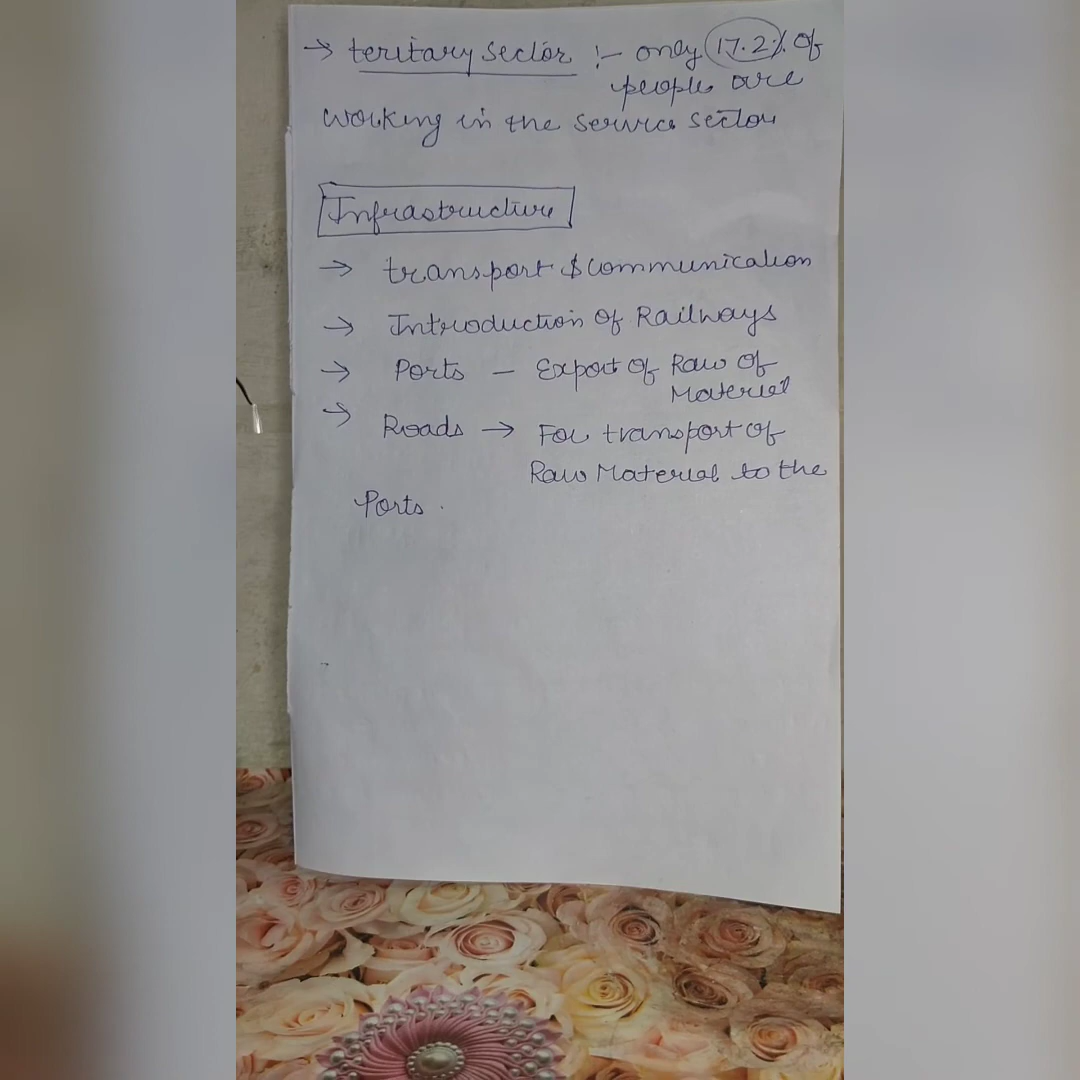 → teritary sector :- only 17.2% of
people are
working in the service sector
Infrastructure
→ transport & communication
→ Introduction of Railways
→ Ports - Export of Raw of
Material
→ Roads → For transport of
Raw Material to the
Ports.